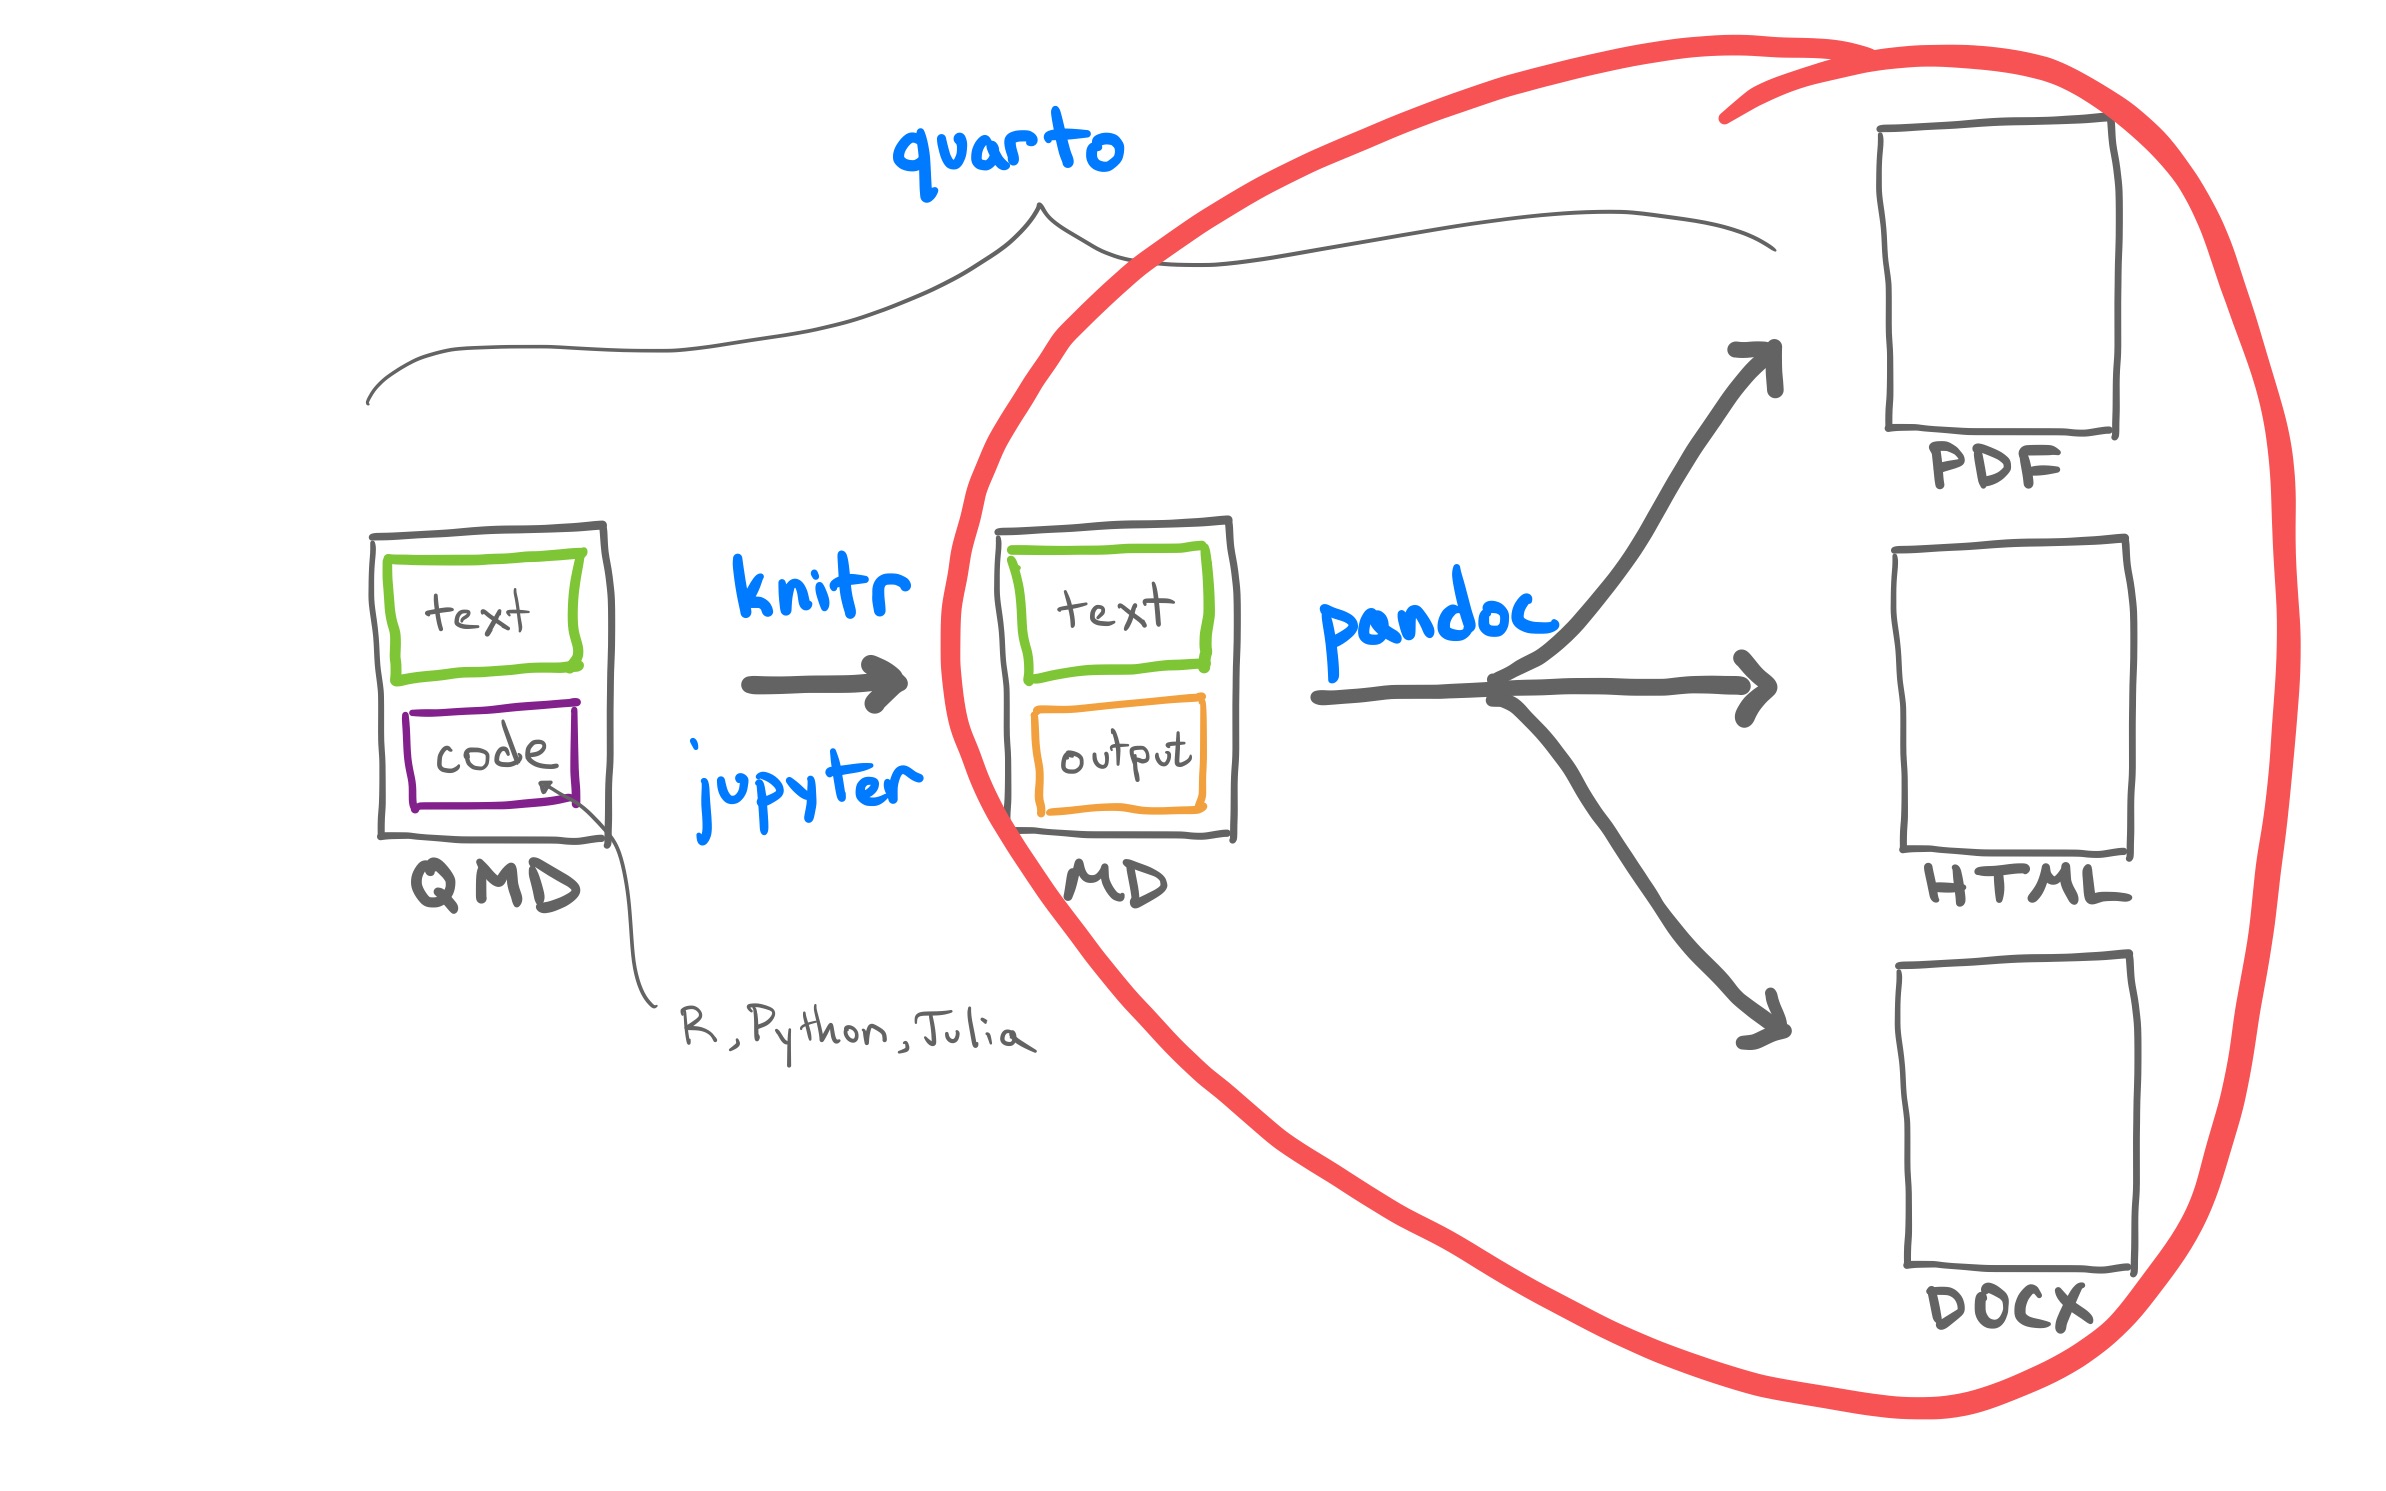 quarto
PDF
text
code
QMD
knitr
jupyter
text
output
MD
pandoc
HTML
R, Python, Julia
DOCX